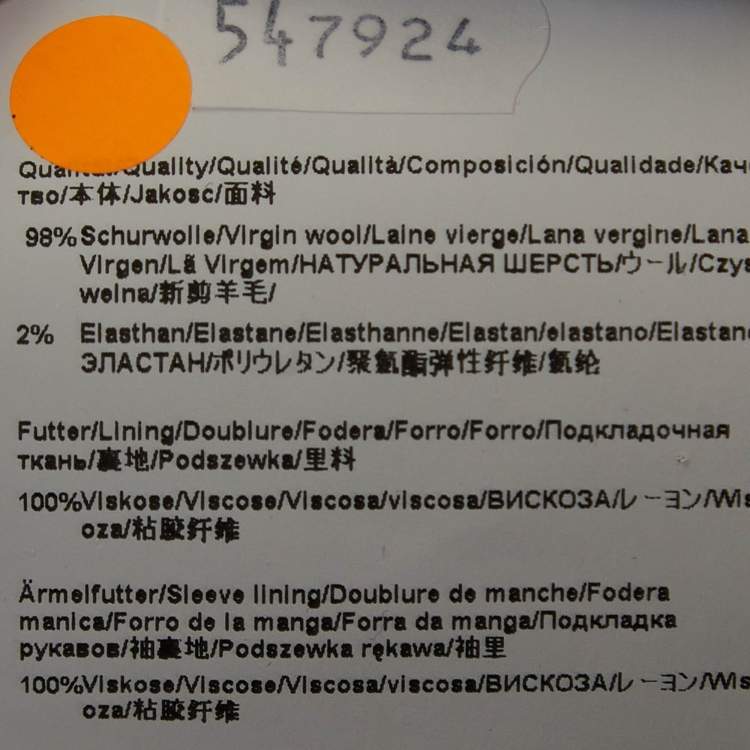 547924
Quality/Qualité/Qualità/Composición/Qualidade/Каче
тво/本体/Jakosć/面料
98% Schurwolle/Virgin wool/Laine vierge/Lana vergine/Lana
Virgen/Lã Virgem/НАТУРАЛЬНАЯ ШЕРСТЬ/ウール/Czys
welna/新剪羊毛/
2% Elasthan/Elastane/Elasthanne/Elastan/elastano/Elastano
ЭЛАСТАН/ポリウレタン/聚氨酯弹性纤维/氨纶
Futter/Lining/Doublure/Fodera/Forro/Forro/Подкладочная
ткань/裏地/Podszewka/里料
100% Viskose/Viscose/Viscosa/viscosa/ВИСКОЗА/レーヨン/Wis
oza/粘胶纤维
Ärmelfutter/Sleeve lining/Doublure de manche/Fodera
manica/Forro de la manga/Forra da manga/Подкладка
рукавов/袖裏地/Podszewka rękawa/袖里
100% Viskose/Viscose/Viscosa/viscosa/ВИСКОЗА/レーヨン/Wis
oza/粘胶纤维